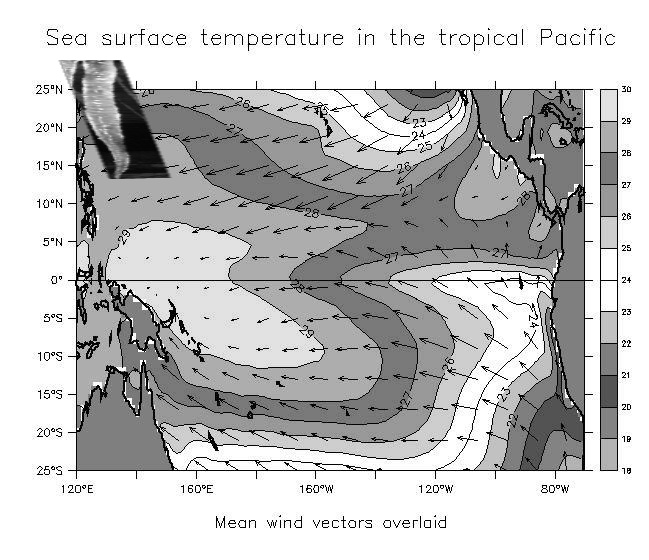 Sea surface temperature in the tropical Pacific
25°N
20°N
15°N
10°N
5°N
0°
5°S
10°S
15°S
20°S
25°S
120°E 160°E 160°W 120°W 80°W
26
26
27
28
29
23
24
25
26
27
28
27
27
28
29
26
27
24
23
22
30
29
28
27
26
25
24
23
22
21
20
19
18
Mean wind vectors overlaid